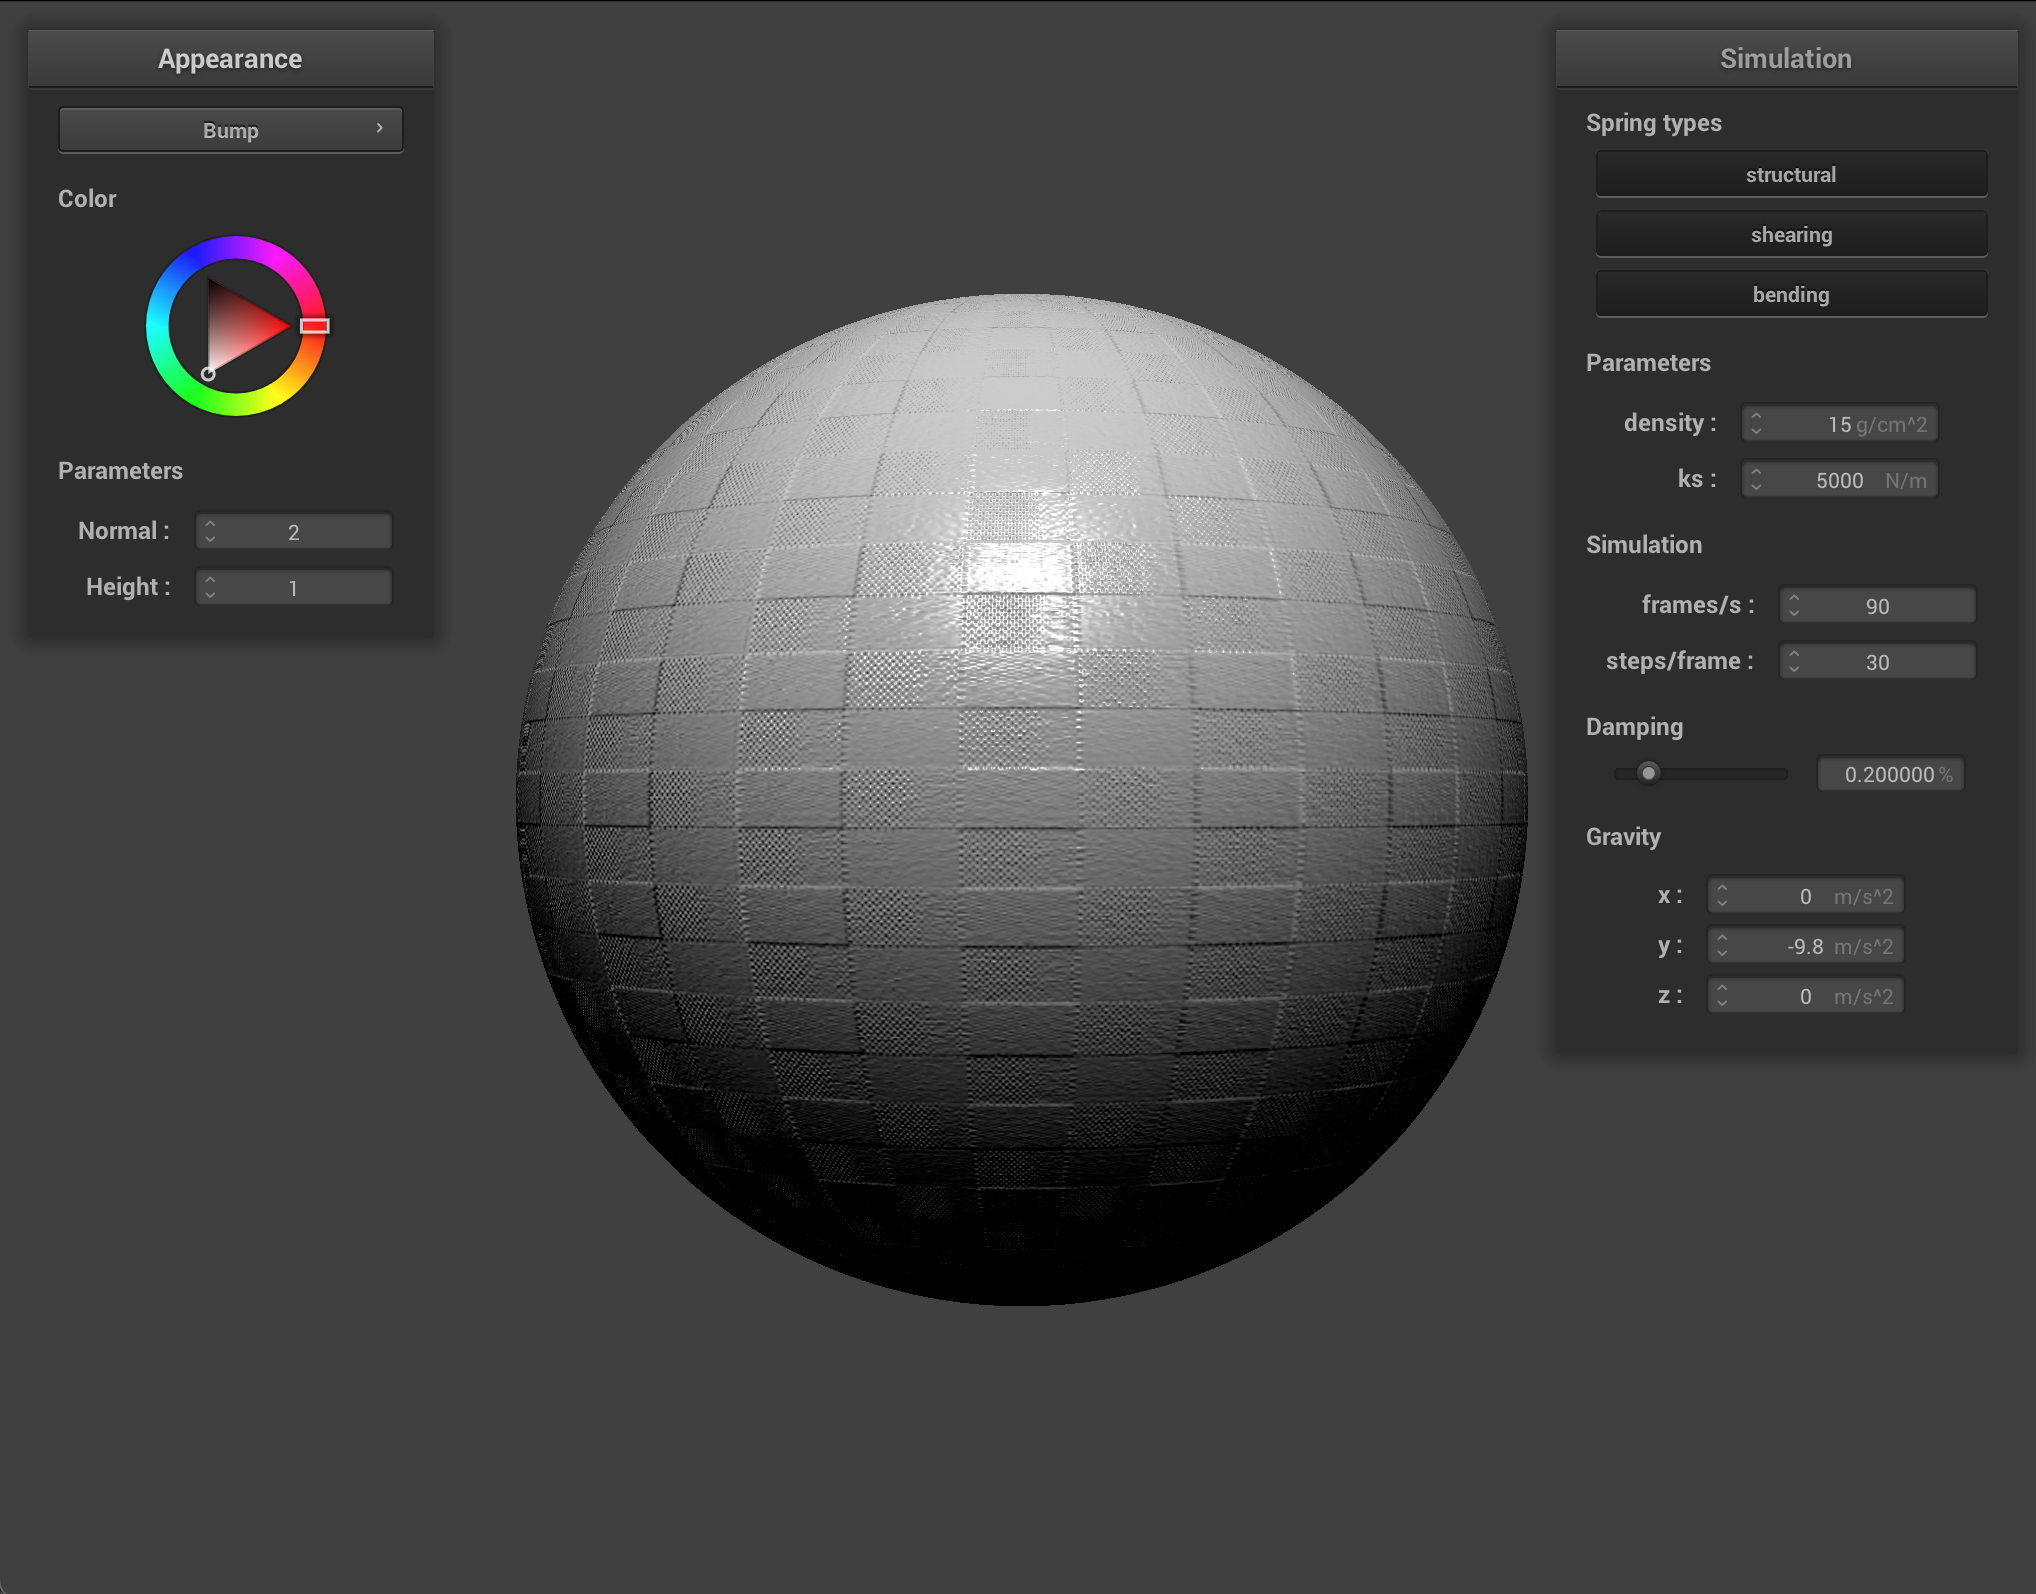 Appearance
Bump
Color
Parameters
Normal : 2
Height : 1
Simulation
Spring types
structural
shearing
bending
Parameters
density : 15 g/cm^2
ks : 5000 N/m
Simulation
frames/s : 90
steps/frame : 30
Damping
0.200000 %
Gravity
x : 0 m/s^2
y : -9.8 m/s^2
z : 0 m/s^2